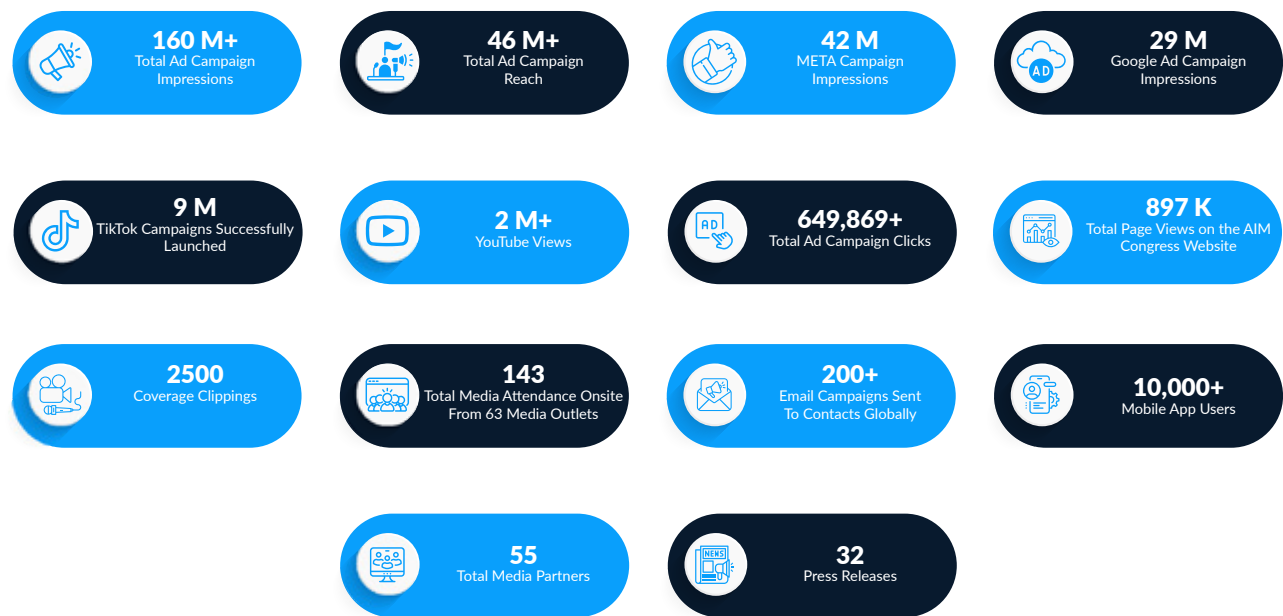 160 M+
Total Ad Campaign
Impressions
46 M+
Total Ad Campaign
Reach
42 M
META Campaign
Impressions
AD
29 M
Google Ad Campaign
Impressions
9 M
TikTok Campaigns Successfully
Launched
2 M+
YouTube Views
AD
649,869+
Total Ad Campaign Clicks
897 K
Total Page Views on the AIM
Congress Website
2500
Coverage Clippings
143
Total Media Attendance Onsite
From 63 Media Outlets
200+
Email Campaigns Sent
To Contacts Globally
10,000+
Mobile App Users
55
Total Media Partners
NEWS
32
Press Releases